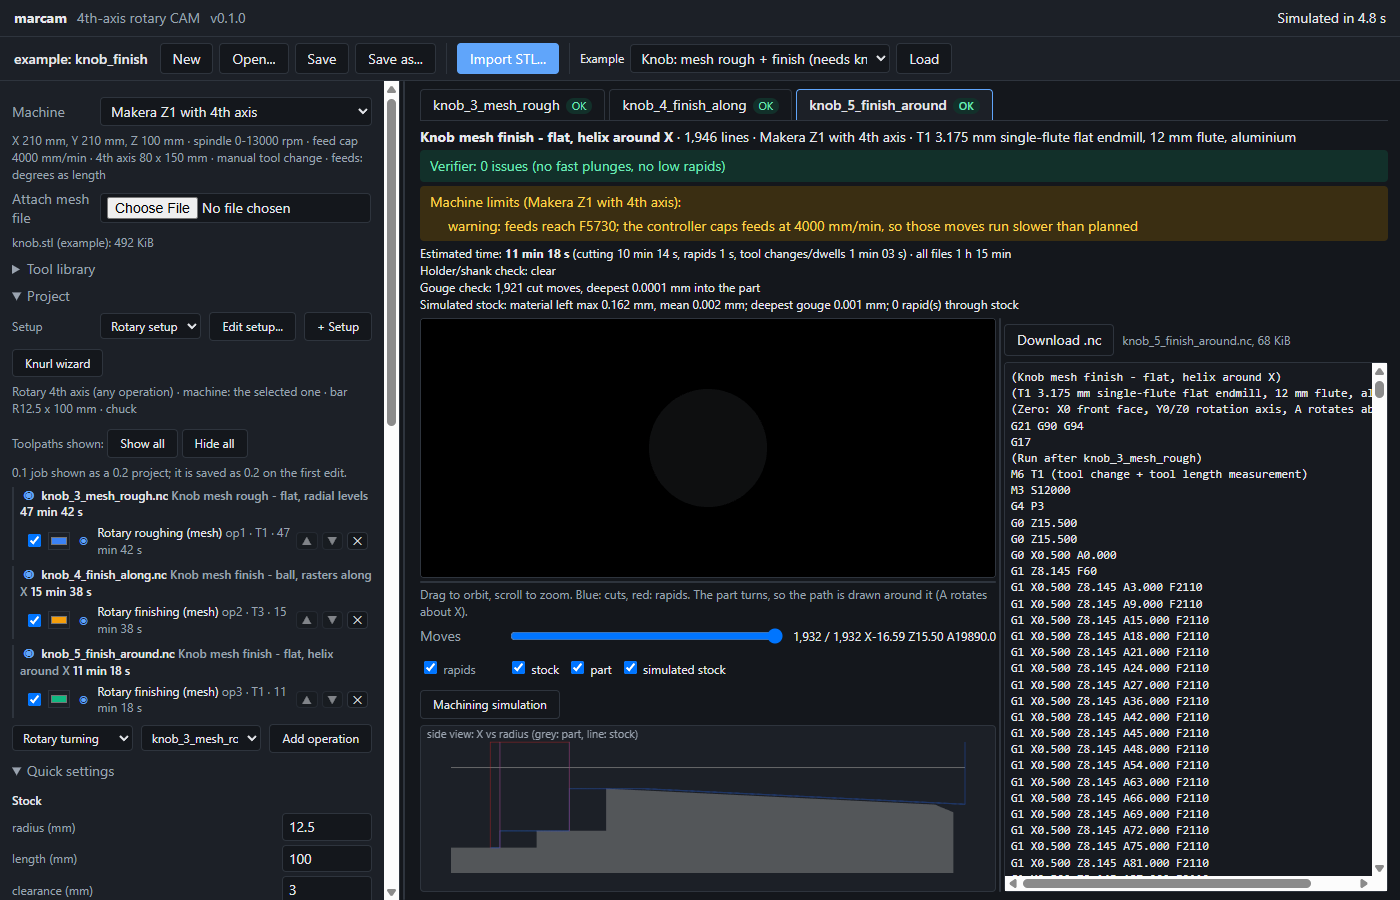 marcam 4th-axis rotary CAM v0.1.0
Simulated in 4.8 s
example: knob_finish New Open... Save Save as... Import STL... Example Knob: mesh rough + finish (needs kn Load
Machine Makera Z1 with 4th axis
X 210 mm, Y 210 mm, Z 100 mm · spindle 0-13000 rpm · feed cap
4000 mm/min · 4th axis 80 x 150 mm · manual tool change · feeds:
degrees as length
Attach mesh file Choose File No file chosen
knob.stl (example): 492 KiB
Tool library
Project
Setup Rotary setup Edit setup... + Setup
Knurl wizard
Rotary 4th axis (any operation) · machine: the selected one · bar
R12.5 x 100 mm · chuck
Toolpaths shown: Show all Hide all
0.1 job shown as a 0.2 project; it is saved as 0.2 on the first edit.
knob_3_mesh_rough.nc Knob mesh rough - flat, radial levels
47 min 42 s
Rotary roughing (mesh) op1 · T1 · 47
min 42 s
knob_4_finish_along.nc Knob mesh finish - ball, rasters along
X 15 min 38 s
Rotary finishing (mesh) op2 · T3 · 15
min 38 s
knob_5_finish_around.nc Knob mesh finish - flat, helix
around X 11 min 18 s
Rotary finishing (mesh) op3 · T1 · 11
min 18 s
Rotary turning knob_3_mesh_rc Add operation
Quick settings
Stock
radius (mm) 12.5
length (mm) 100
clearance (mm) 3
knob_3_mesh_rough OK knob_4_finish_along OK knob_5_finish_around OK
Knob mesh finish - flat, helix around X · 1,946 lines · Makera Z1 with 4th axis · T1 3.175 mm single-flute flat endmill, 12 mm flute, aluminium
Verifier: 0 issues (no fast plunges, no low rapids)
Machine limits (Makera Z1 with 4th axis):
warning: feeds reach F5730; the controller caps feeds at 4000 mm/min, so those moves run slower than planned
Estimated time: 11 min 18 s (cutting 10 min 14 s, rapids 1 s, tool changes/dwells 1 min 03 s) · all files 1 h 15 min
Holder/shank check: clear
Gouge check: 1,921 cut moves, deepest 0.0001 mm into the part
Simulated stock: material left max 0.162 mm, mean 0.002 mm; deepest gouge 0.001 mm; 0 rapid(s) through stock
Drag to orbit, scroll to zoom. Blue: cuts, red: rapids. The part turns, so the path is drawn around it (A rotates
about X).
Moves 1,932 / 1,932 X-16.59 Z15.50 A19890.0
rapids stock part simulated stock
Machining simulation
side view: X vs radius (grey: part, line: stock)
Download .nc knob_5_finish_around.nc, 68 KiB
(Knob mesh finish - flat, helix around X)
(T1 3.175 mm single-flute flat endmill, 12 mm flute, al
(Zero: X0 front face, Y0/Z0 rotation axis, A rotates ab
G21 G90 G94
G17
(Run after knob_3_mesh_rough)
M6 T1 (tool change + tool length measurement)
M3 S12000
G4 P3
G0 Z15.500
G0 Z15.500
G0 X0.500 A0.000
G1 Z8.145 F60
G1 X0.500 Z8.145 A3.000 F2110
G1 X0.500 Z8.145 A9.000 F2110
G1 X0.500 Z8.145 A15.000 F2110
G1 X0.500 Z8.145 A18.000 F2110
G1 X0.500 Z8.145 A21.000 F2110
G1 X0.500 Z8.145 A24.000 F2110
G1 X0.500 Z8.145 A27.000 F2110
G1 X0.500 Z8.145 A36.000 F2110
G1 X0.500 Z8.145 A42.000 F2110
G1 X0.500 Z8.145 A45.000 F2110
G1 X0.500 Z8.145 A48.000 F2110
G1 X0.500 Z8.145 A54.000 F2110
G1 X0.500 Z8.145 A63.000 F2110
G1 X0.500 Z8.145 A66.000 F2110
G1 X0.500 Z8.145 A69.000 F2110
G1 X0.500 Z8.145 A72.000 F2110
G1 X0.500 Z8.145 A75.000 F2110
G1 X0.500 Z8.145 A81.000 F2110